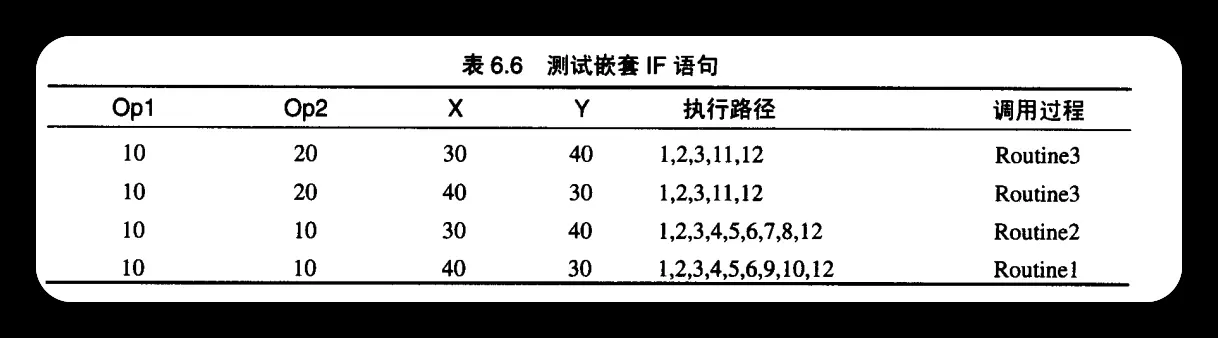 表 6.6 测试嵌套 IF 语句
Op1 Op2 X Y 执行路径 调用过程
10 20 30 40 1,2,3,11,12 Routine3
10 20 40 30 1,2,3,11,12 Routine3
10 10 30 40 1,2,3,4,5,6,7,8,12 Routine2
10 10 40 30 1,2,3,4,5,6,9,10,12 Routine1